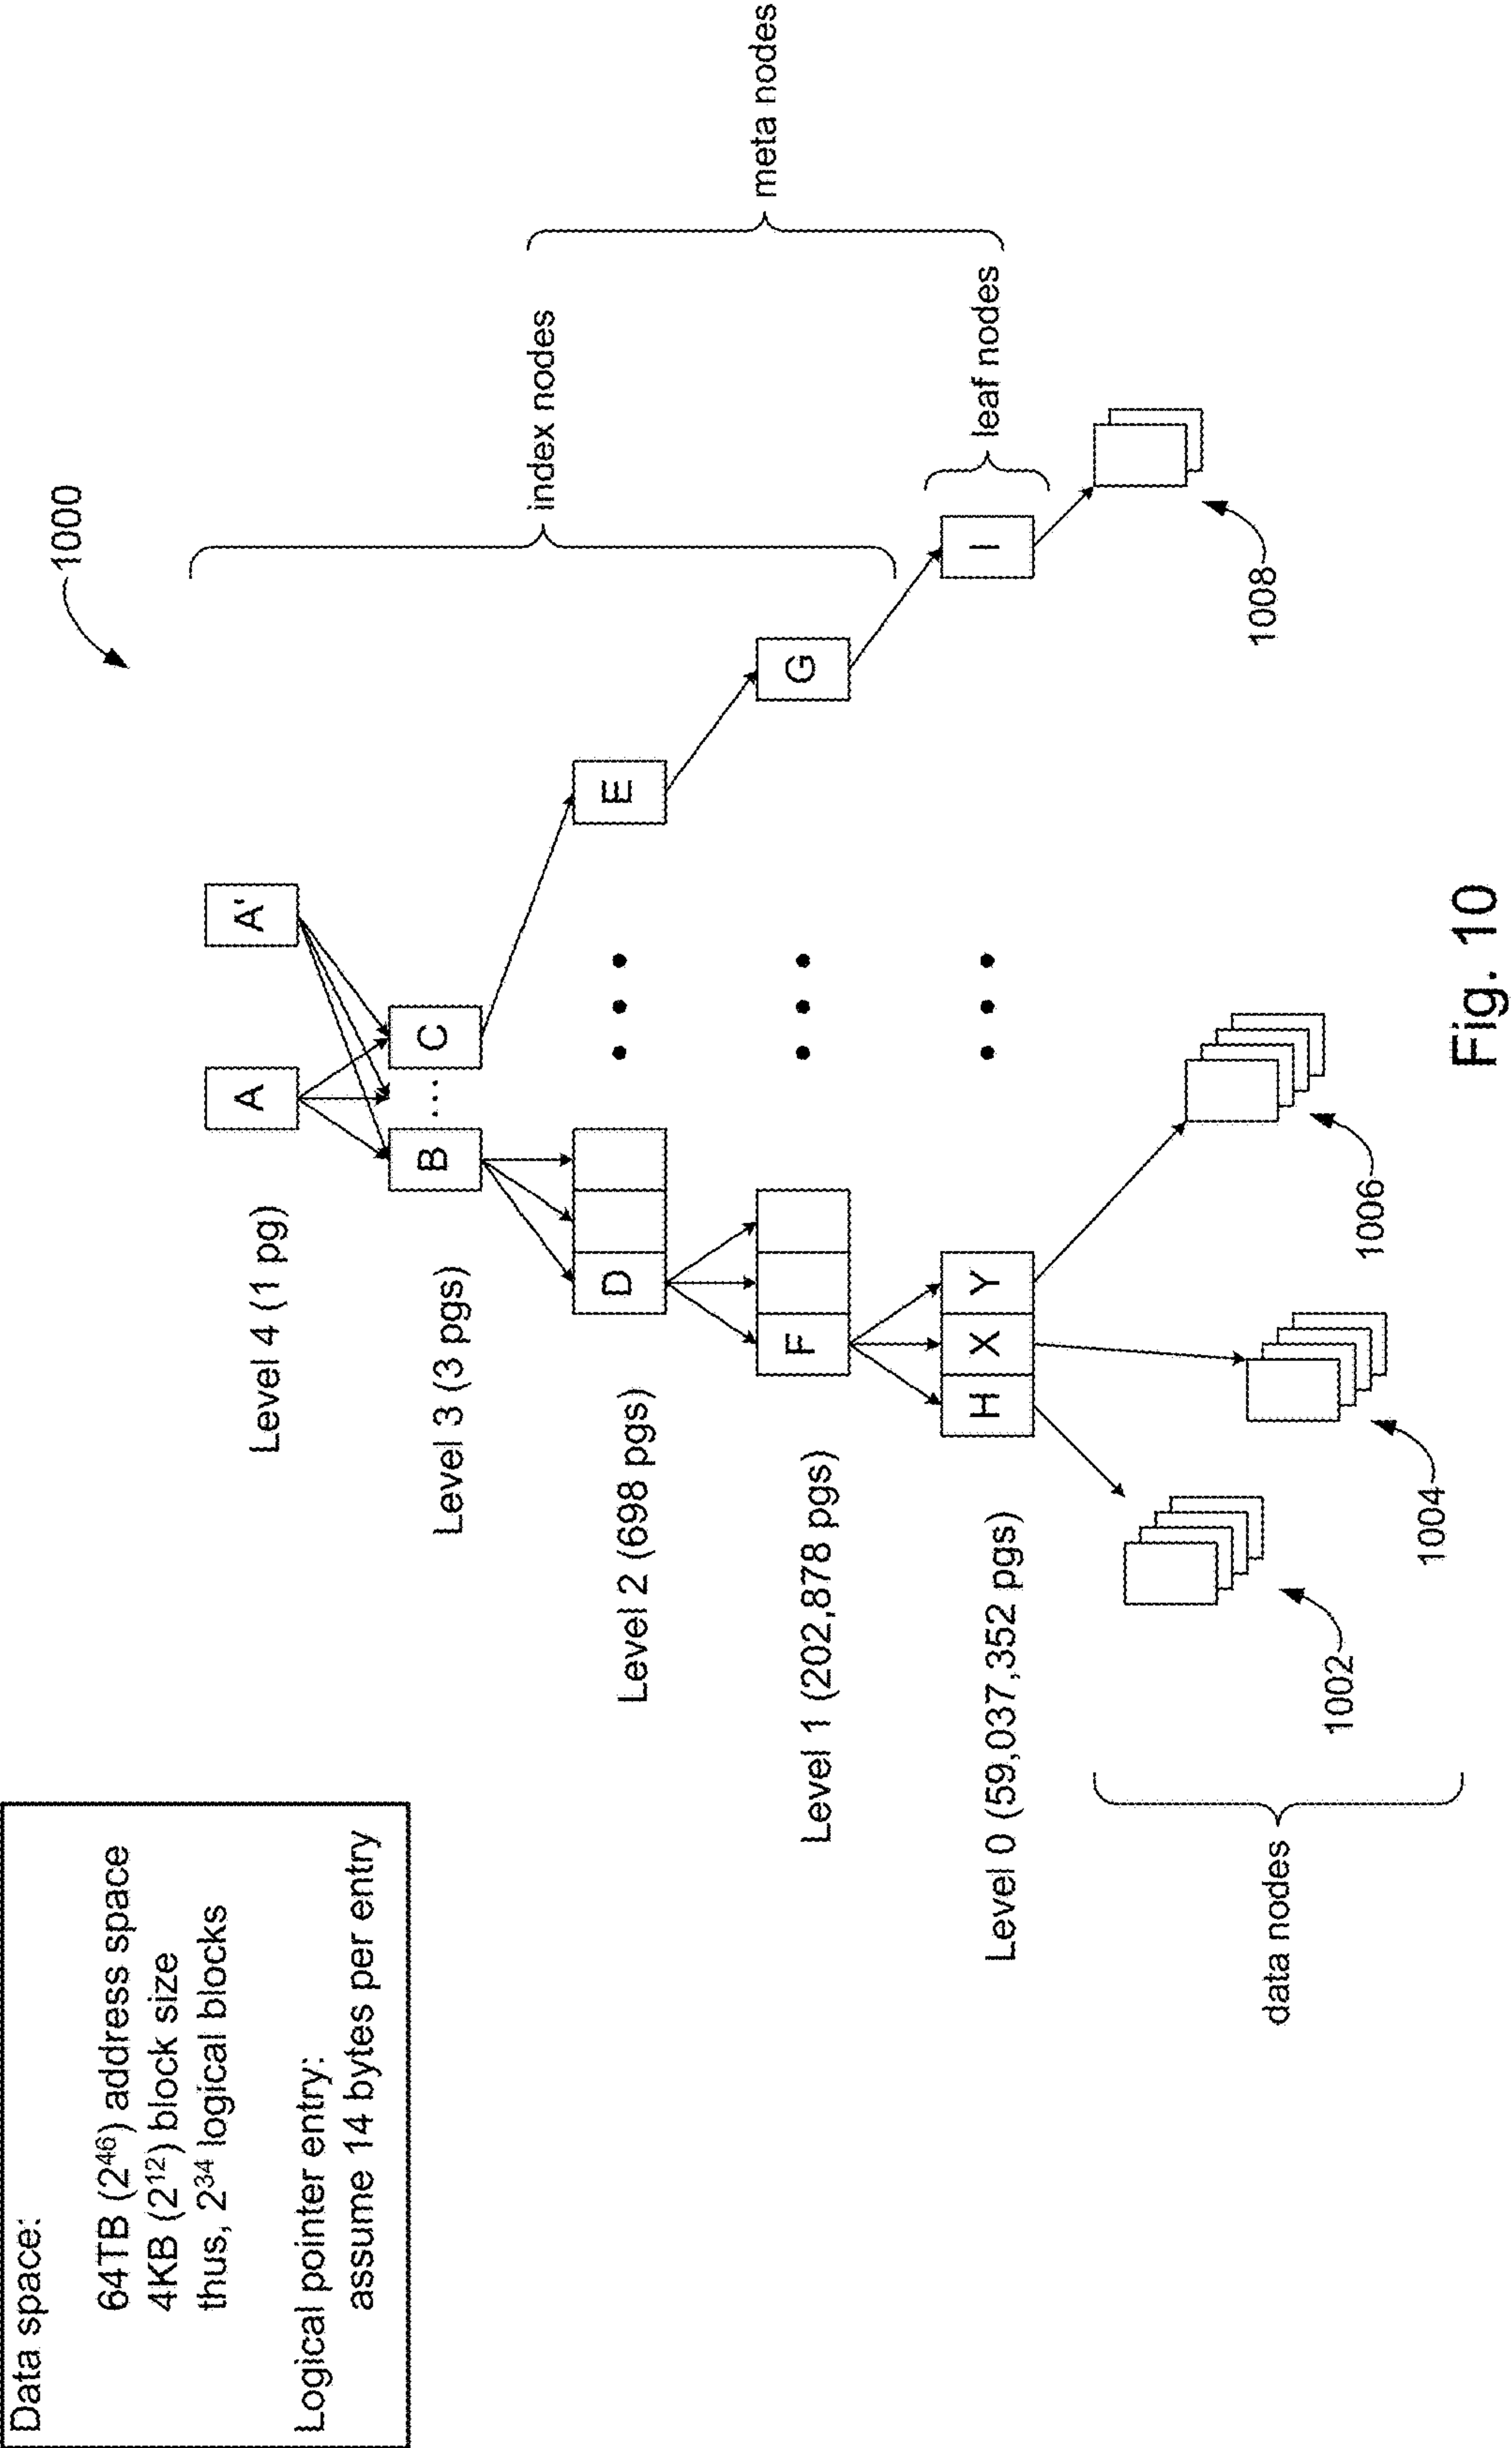 Data space:
64TB (2⁴⁶) address space
4KB (2¹²) block size
thus, 2³⁴ logical blocks
Logical pointer entry:
assume 14 bytes per entry
1000
Level 4 (1 pg)
A
A'
Level 3 (3 pgs)
B
...
C
index nodes
Level 2 (698 pgs)
D
E
meta nodes
Level 1 (202,878 pgs)
F
G
Level 0 (59,037,352 pgs)
H
X
Y
I
leaf nodes
data nodes
1002
1004
1006
1008
Fig. 10